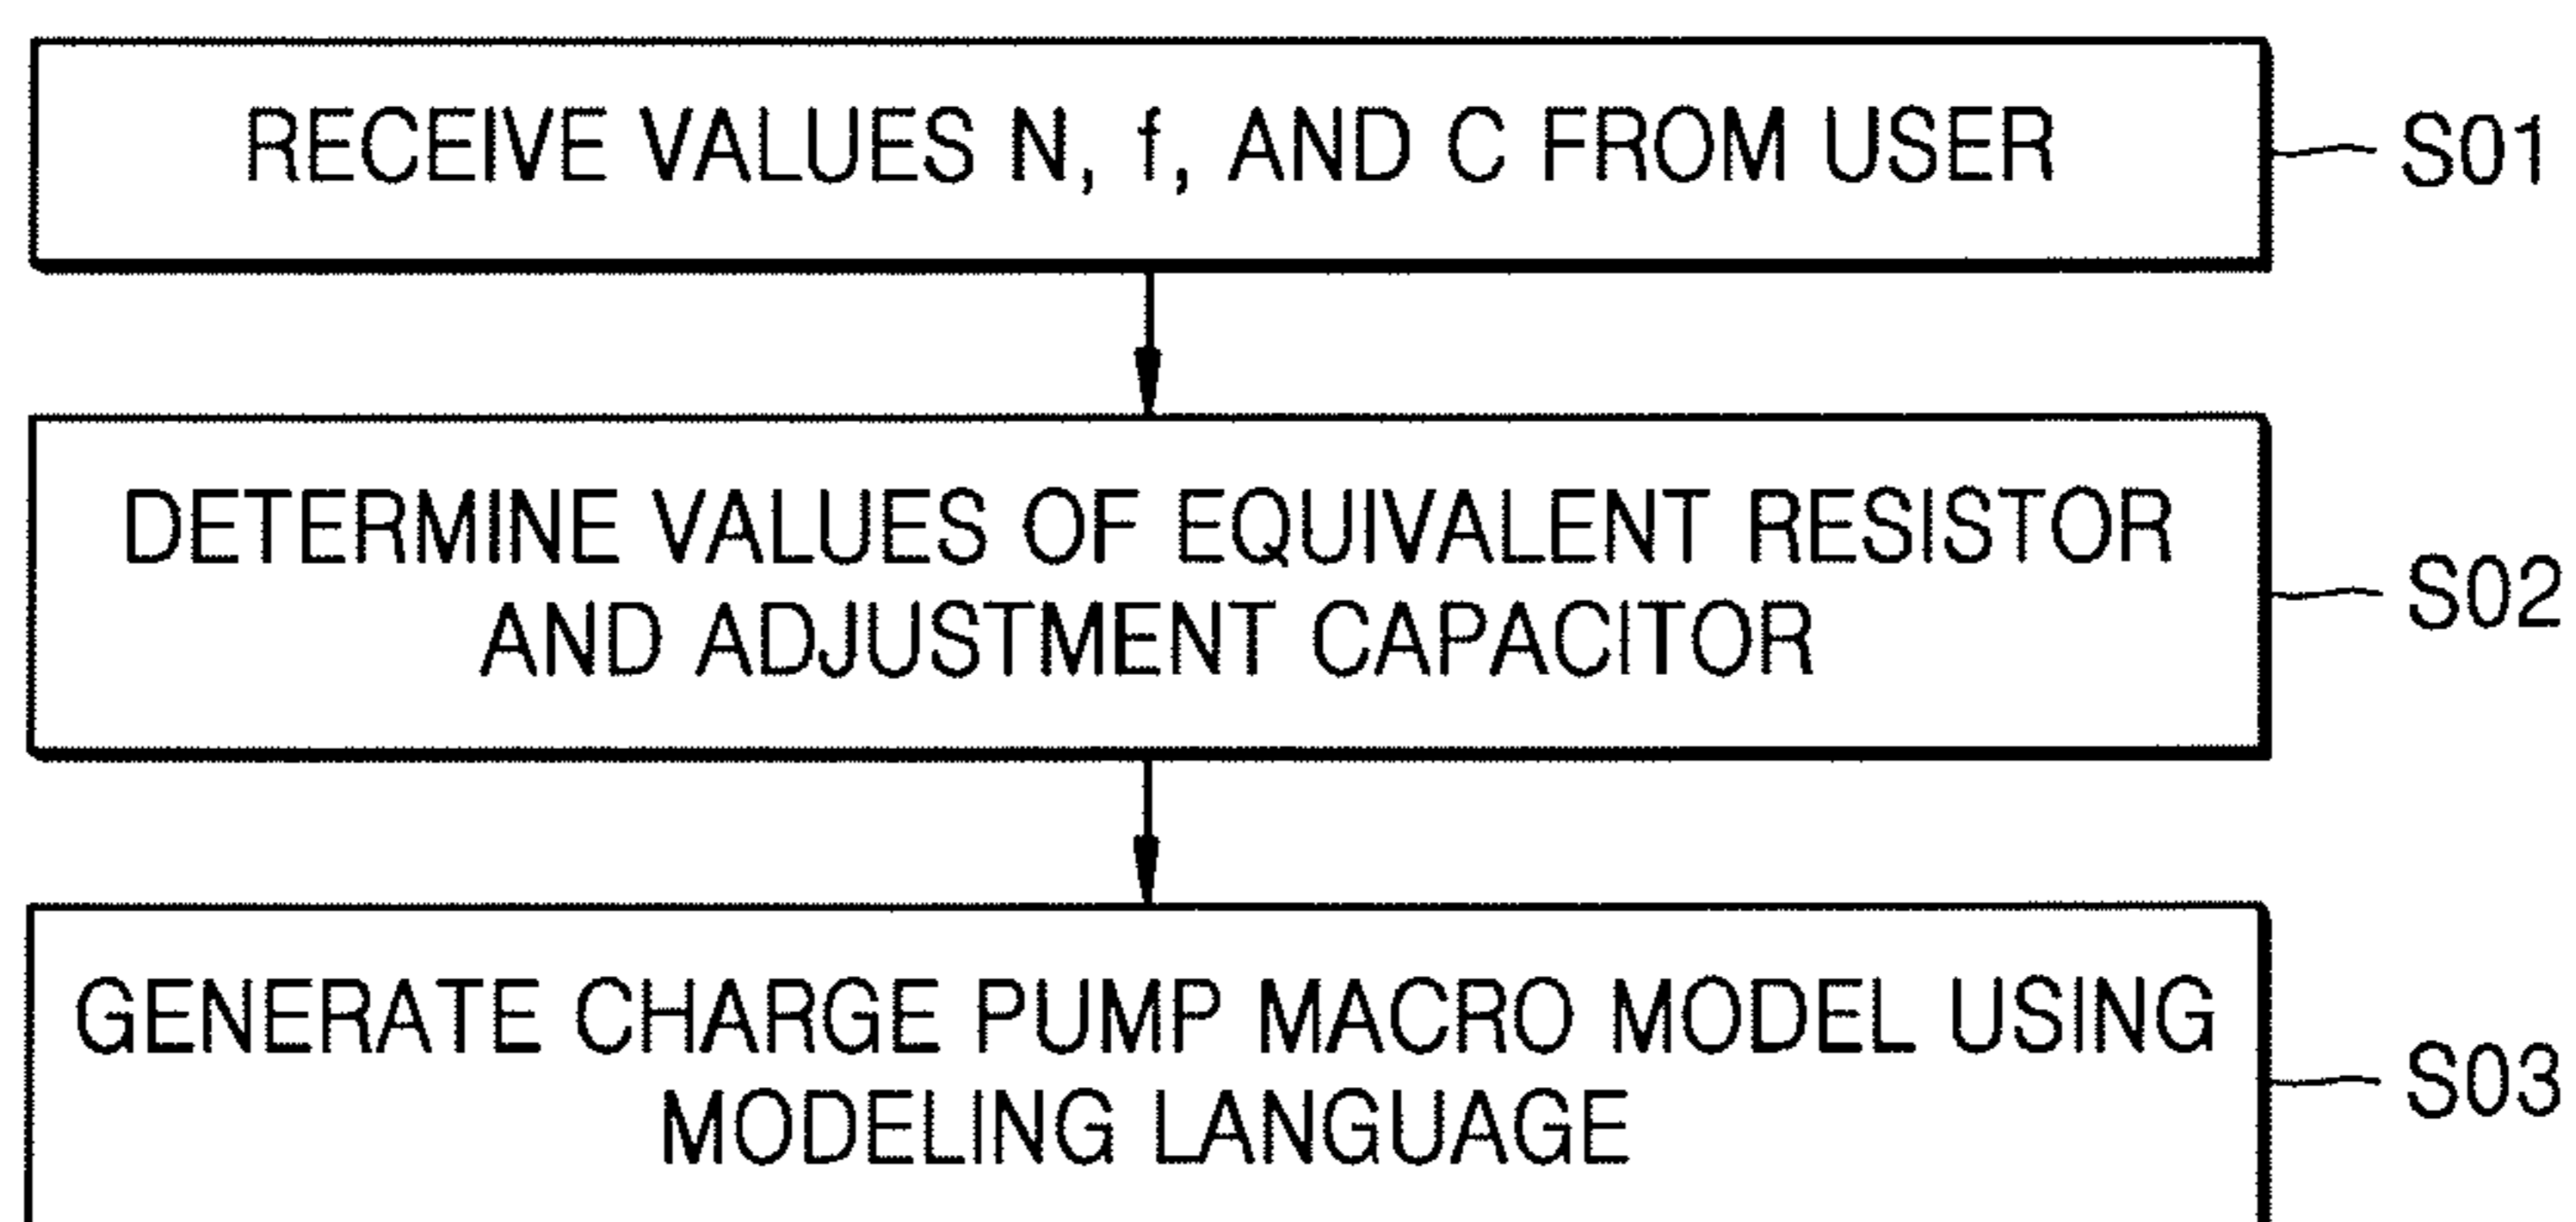 RECEIVE VALUES N, f, AND C FROM USER
S01
DETERMINE VALUES OF EQUIVALENT RESISTOR
AND ADJUSTMENT CAPACITOR
S02
GENERATE CHARGE PUMP MACRO MODEL USING
MODELING LANGUAGE
S03